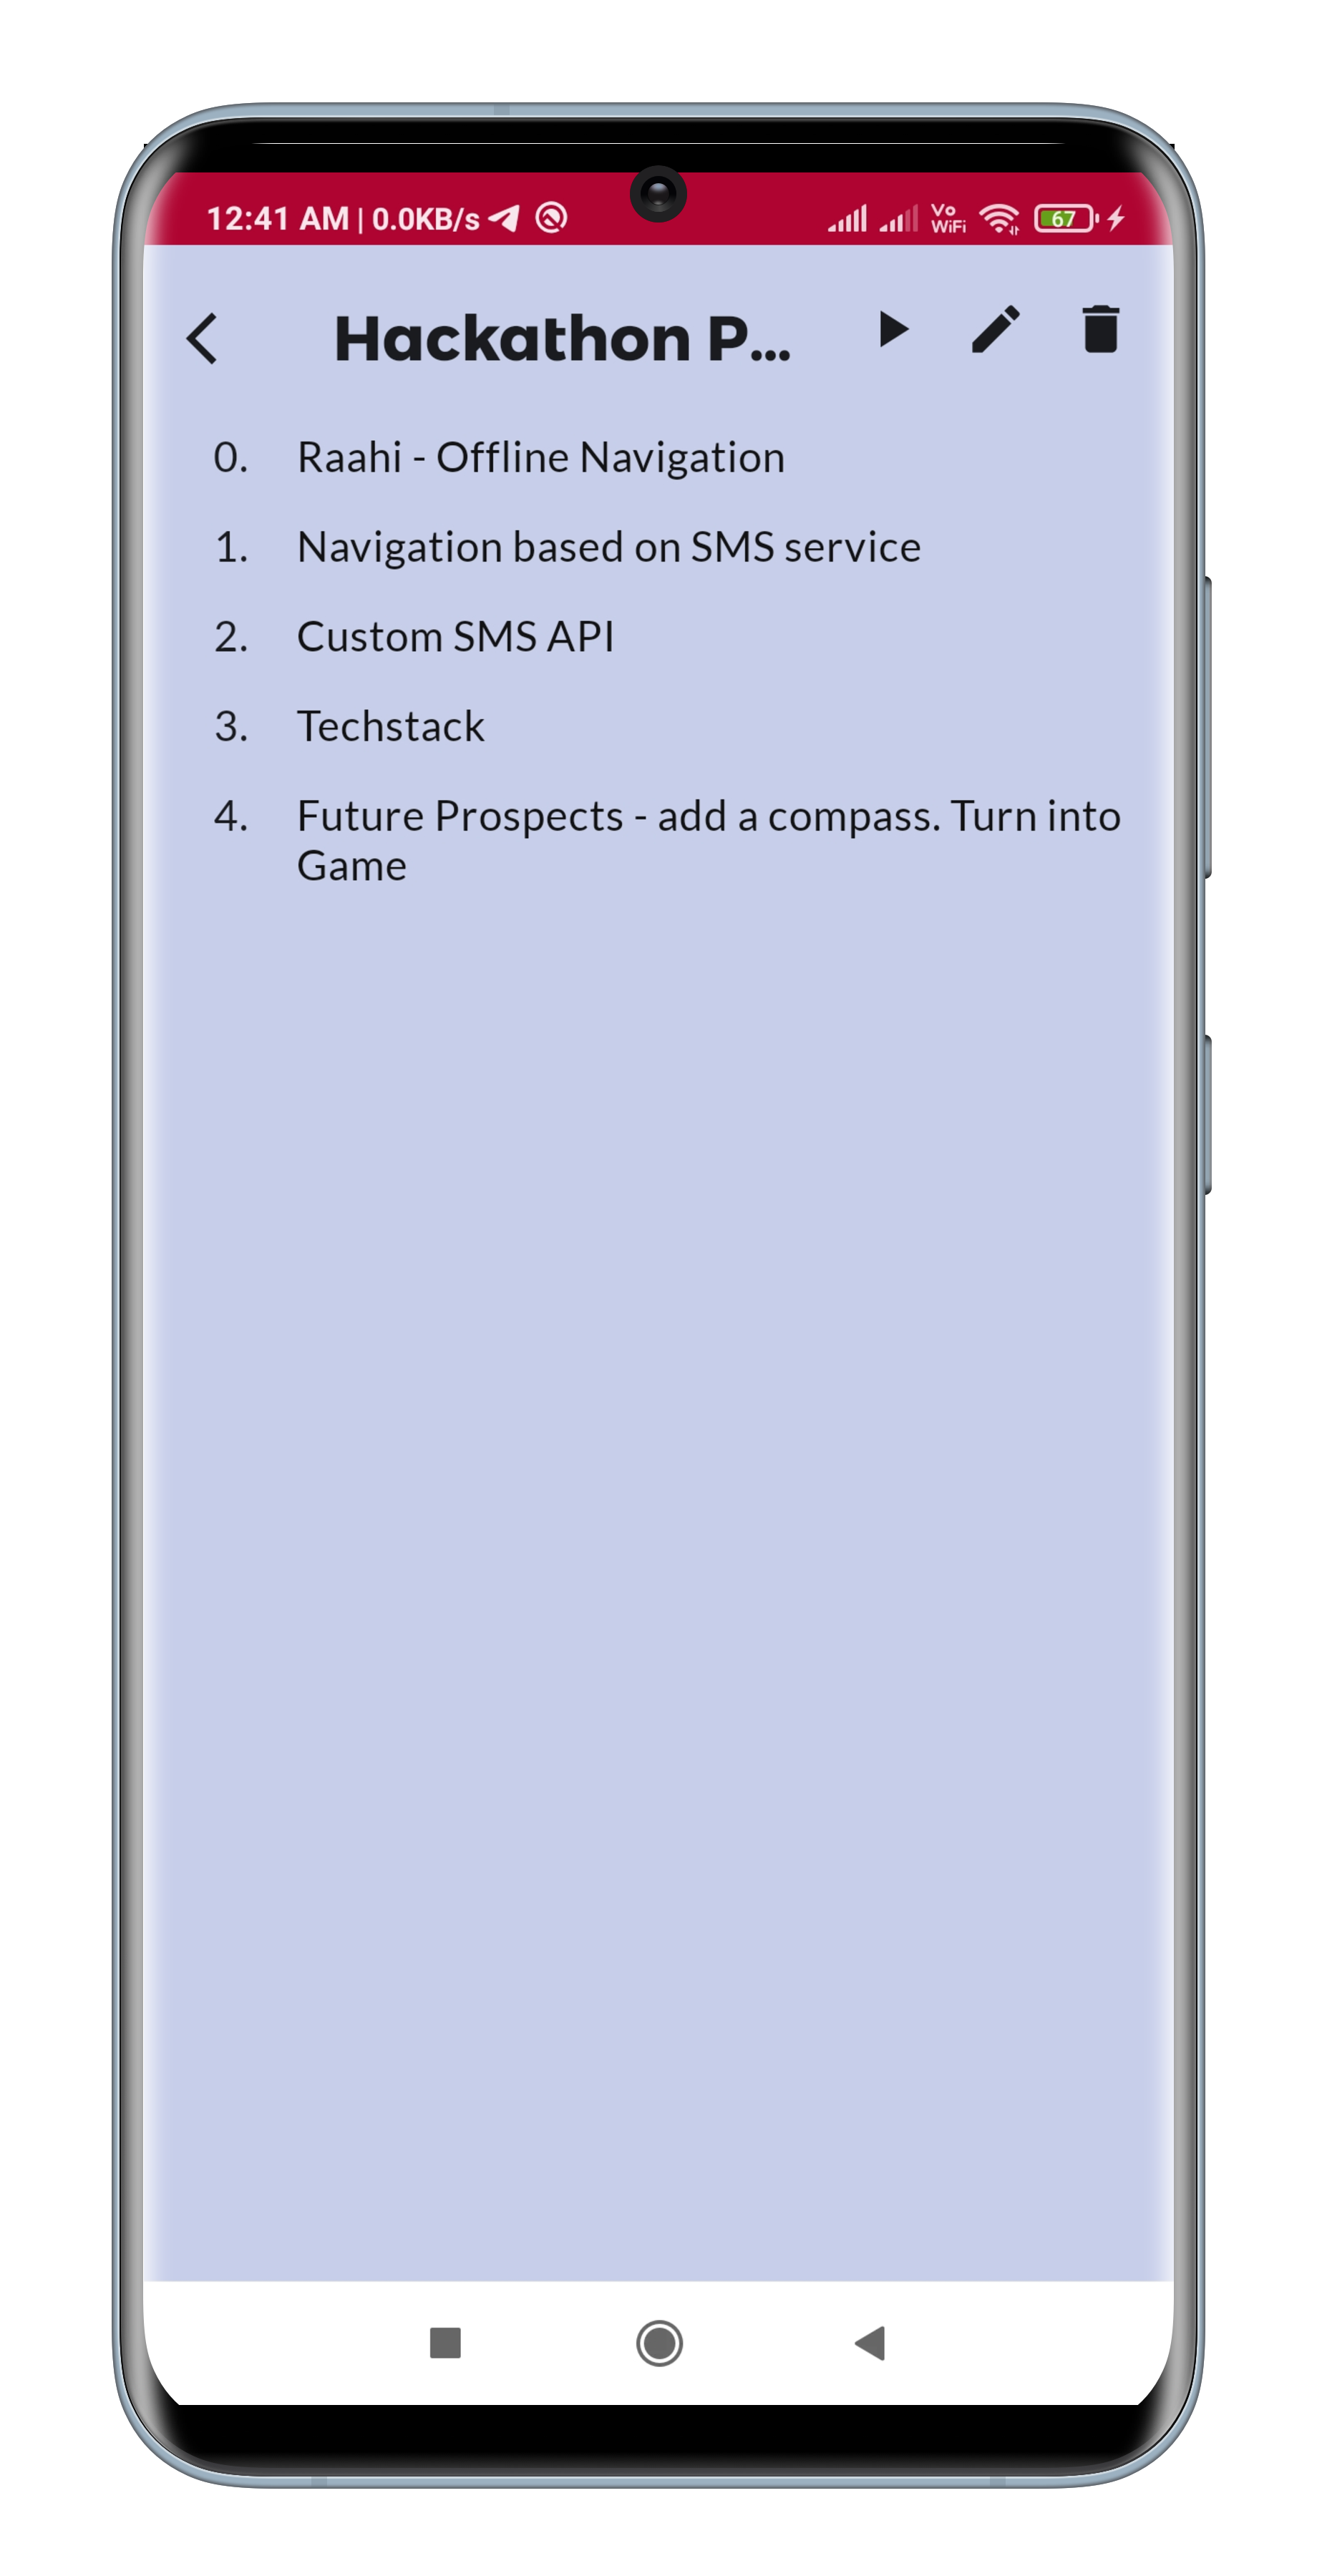 12:41 AM | 0.0KB/s
Vo
WiFi
67
Hackathon P...
0. Raahi - Offline Navigation
1. Navigation based on SMS service
2. Custom SMS API
3. Techstack
4. Future Prospects - add a compass. Turn into
Game